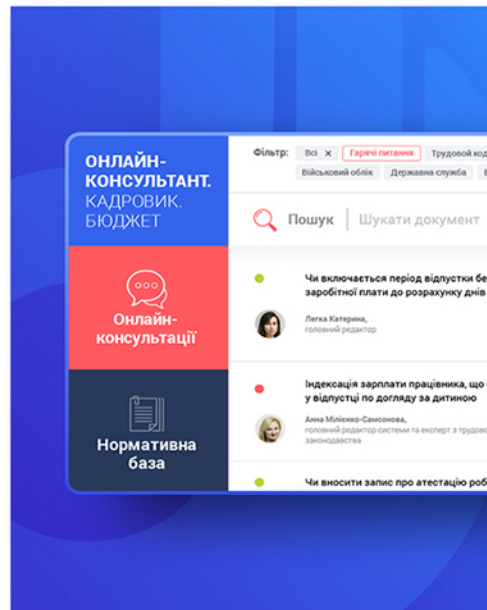 ОНЛАЙН-
КОНСУЛЬТАНТ.
КАДРОВИК.
БЮДЖЕТ
Онлайн-
консультації
Нормативна
база
Фільтр: Всі x Гарячі питання Трудовой код
Військовий облік Державна служба
Пошук Шукати документ
Чи включається період відпустки бе
заробітної плати до розрахунку днів
Легка Катерина,
головний редактор
Індексація зарплати працівника, що
у відпустці по догляду за дитиною
Анна Мілієнко-Самсонова,
головний редактор системи та експерт з трудово
законодавства
Чи вносити запис про атестацію роб